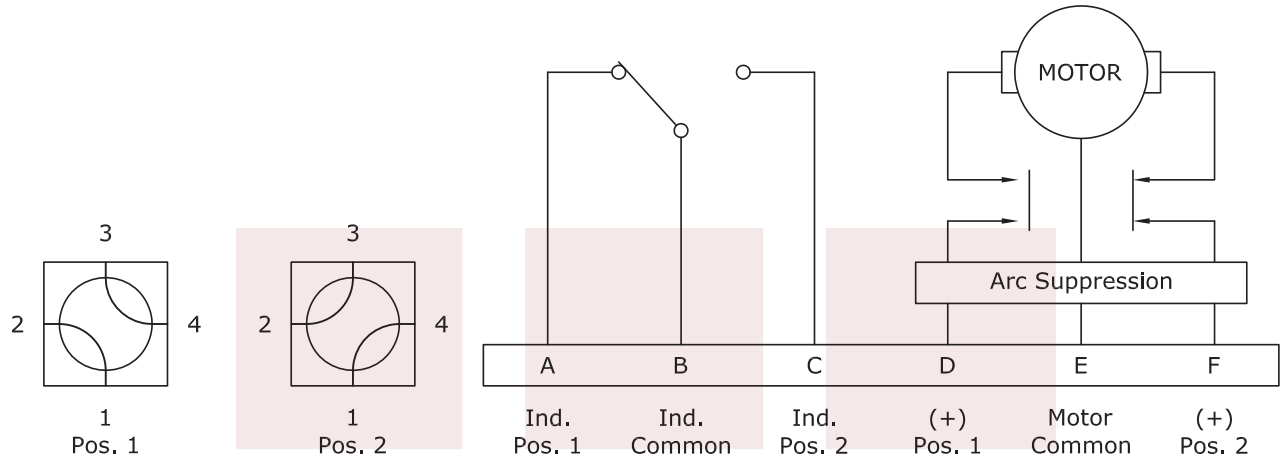 MOTOR
3
3
Arc Suppression
2
4
2
4
A B C D E F
1
1
Ind. Ind. Ind. (+) Motor (+)
Pos. 1 Pos. 2 Pos. 1 Common Pos. 2 Pos. 1 Common Pos. 2